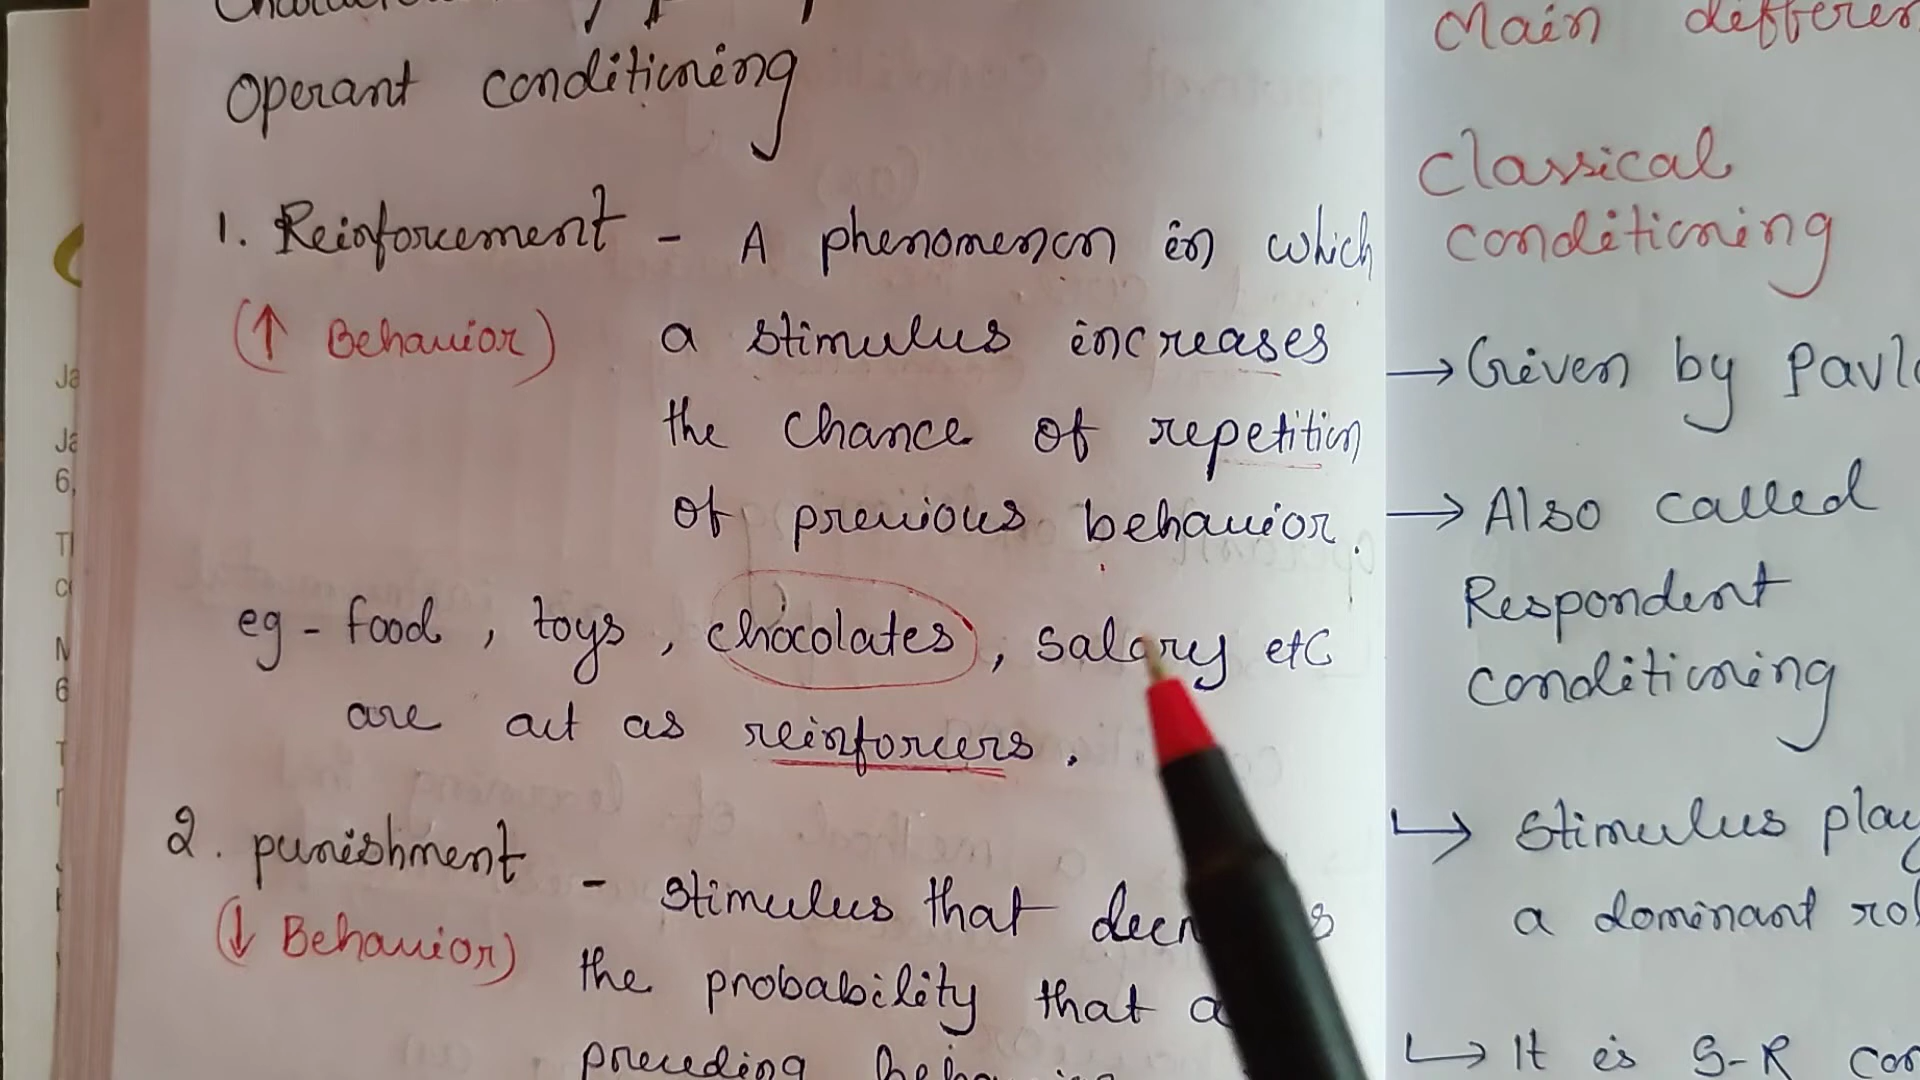 Operant conditioning
1. Reinforcement - A phenomenon in which
(↑ Behavior) a stimulus increases
the chance of repetition
of previous behavior.
eg - food, toys, chocolates, salary etc
are act as reinforcers.
2. punishment - stimulus that
(↓ Behavior) the probability that a
preceding
Main
classical
conditioning
→ Given by
→ Also called
Respondent
conditioning
↳ stimulus
a dominant
↳ It is S-R